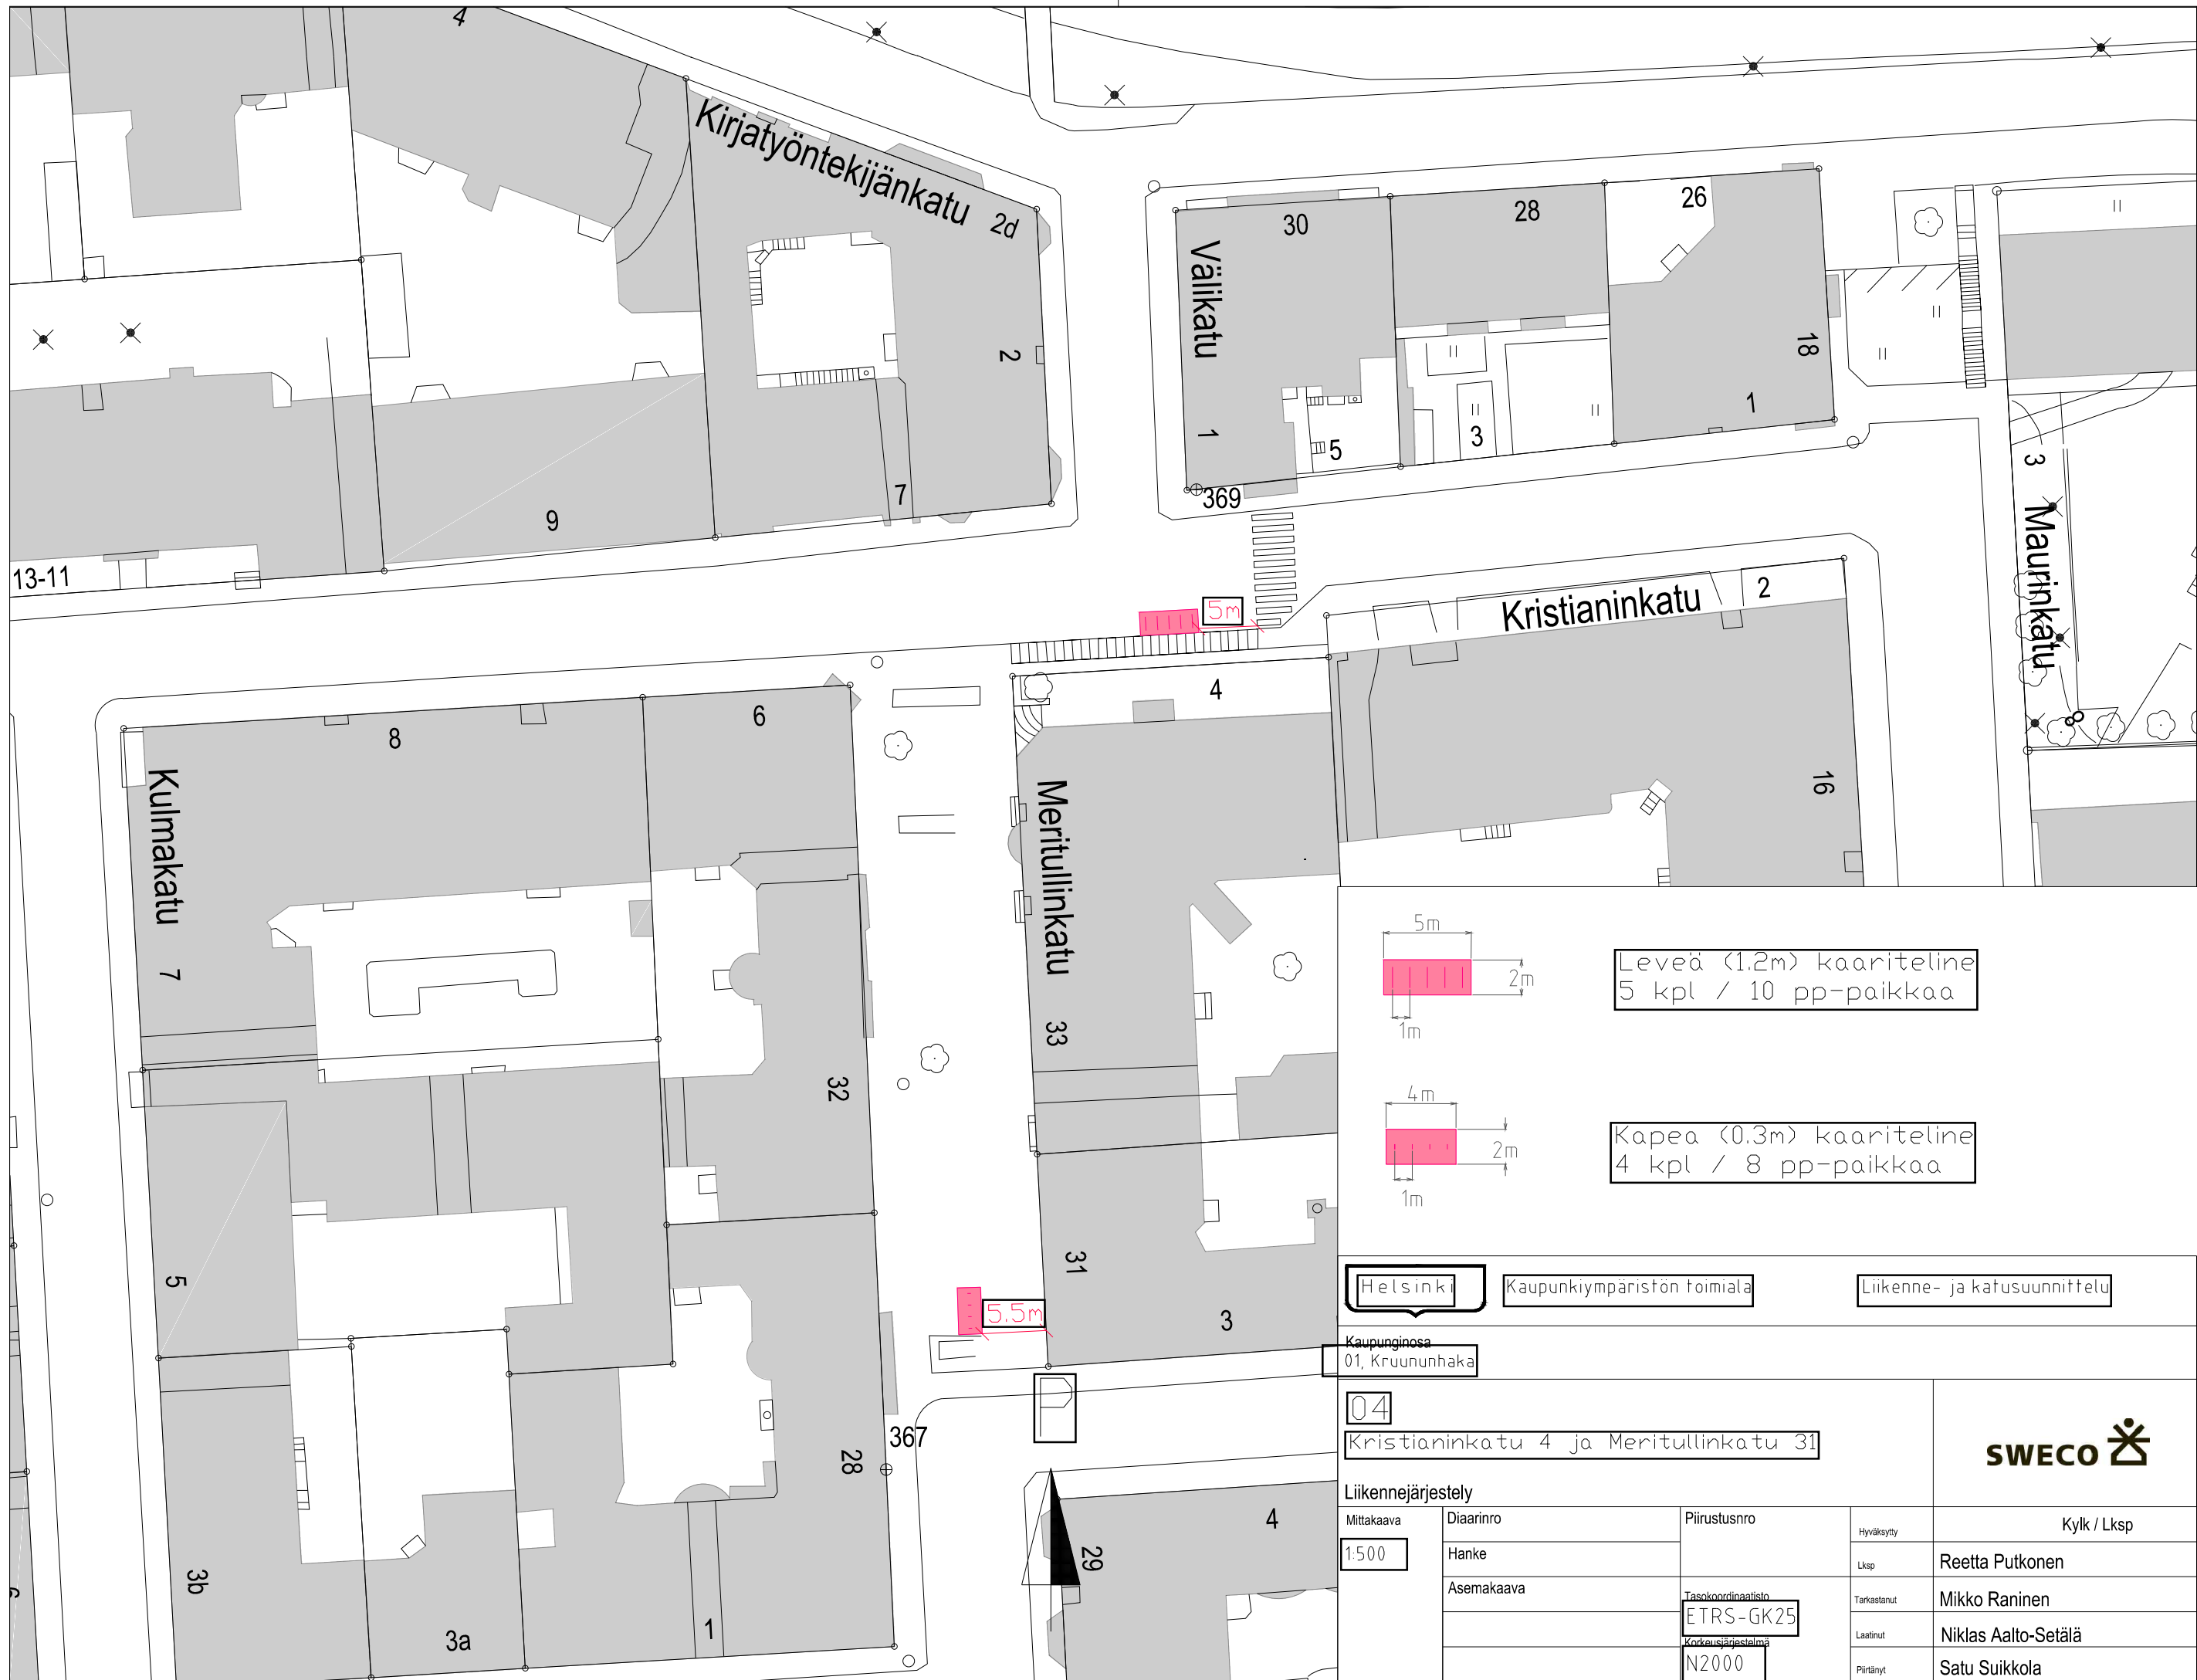 4
Kirjatyöntekijänkatu
2d
2
30
28
26
18
Välikatu
1
5
3
1
369
9
7
13-11
5m
Kristianinkatu
2
3
Maurinkatu
8
16
4
8
6
Kulmakatu
7
Meritullinkatu
33
32
31
3
5
5.5m
P
367
28
29
4
3b
3a
1
5m
2m
1m
Leveä (1.2m) kaariteline
5 kpl / 10 pp-paikkaa
4m
2m
1m
Kapea (0.3m) kaariteline
4 kpl / 8 pp-paikkaa
Helsinki
Kaupunkiympäristön toimiala
Liikenne- ja katusuunnittelu
Kaupunginosa
01, Kruununhaka
04
Kristianinkatu 4 ja Meritullinkatu 31
Liikennejärjestely
SWECO
Mittakaava
1:500
Diaarinro
Hanke
Asemakaava
Piirustusnro
Tasokoordinaatisto
ETRS-GK25
Korkeusjärjestelmä
N2000
Hyväksytty
Kylk / Lksp
Lksp
Reetta Putkonen
Tarkastanut
Mikko Raninen
Laatinut
Niklas Aalto-Setälä
Piirtänyt
Satu Suikkola